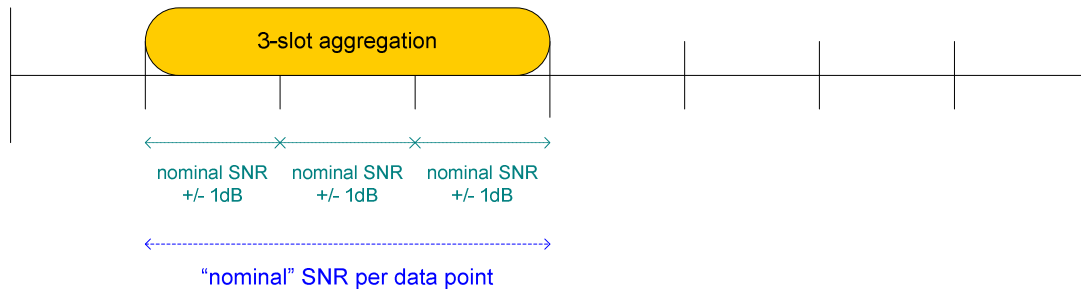 3-slot aggregation
nominal SNR
+/- 1dB
nominal SNR
+/- 1dB
nominal SNR
+/- 1dB
“nominal” SNR per data point